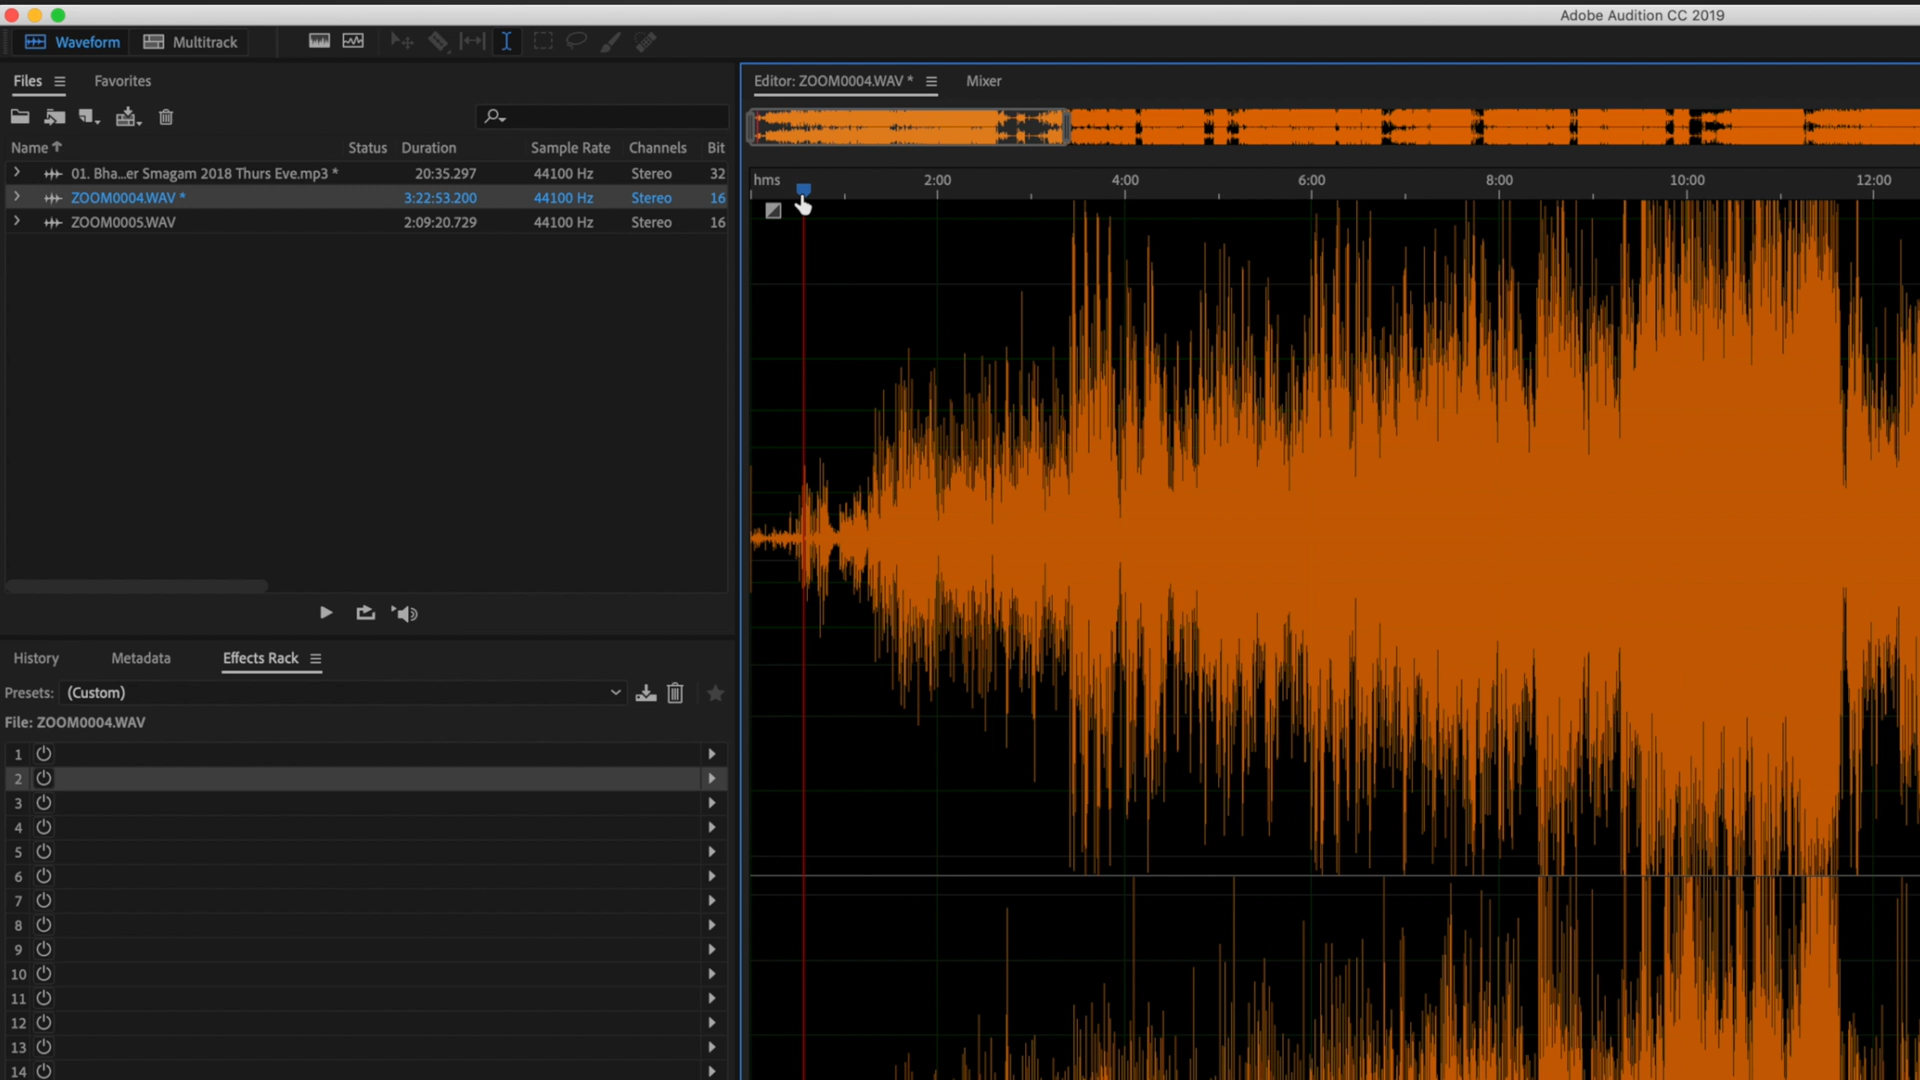 Adobe Audition CC 2019
Waveform Multitrack
Files Favorites
Editor: ZOOM0004.WAV * Mixer
Name Status Duration Sample Rate Channels Bit
01. Bha...er Smagam 2018 Thurs Eve.mp3 * 20:35.297 44100 Hz Stereo 32
ZOOM0004.WAV * 3:22:53.200 44100 Hz Stereo 16
ZOOM0005.WAV 2:09:20.729 44100 Hz Stereo 16
hms 2:00 4:00 6:00 8:00 10:00 12:00
History Metadata Effects Rack
Presets: (Custom)
File: ZOOM0004.WAV
1
2
3
4
5
6
7
8
9
10
11
12
13
14